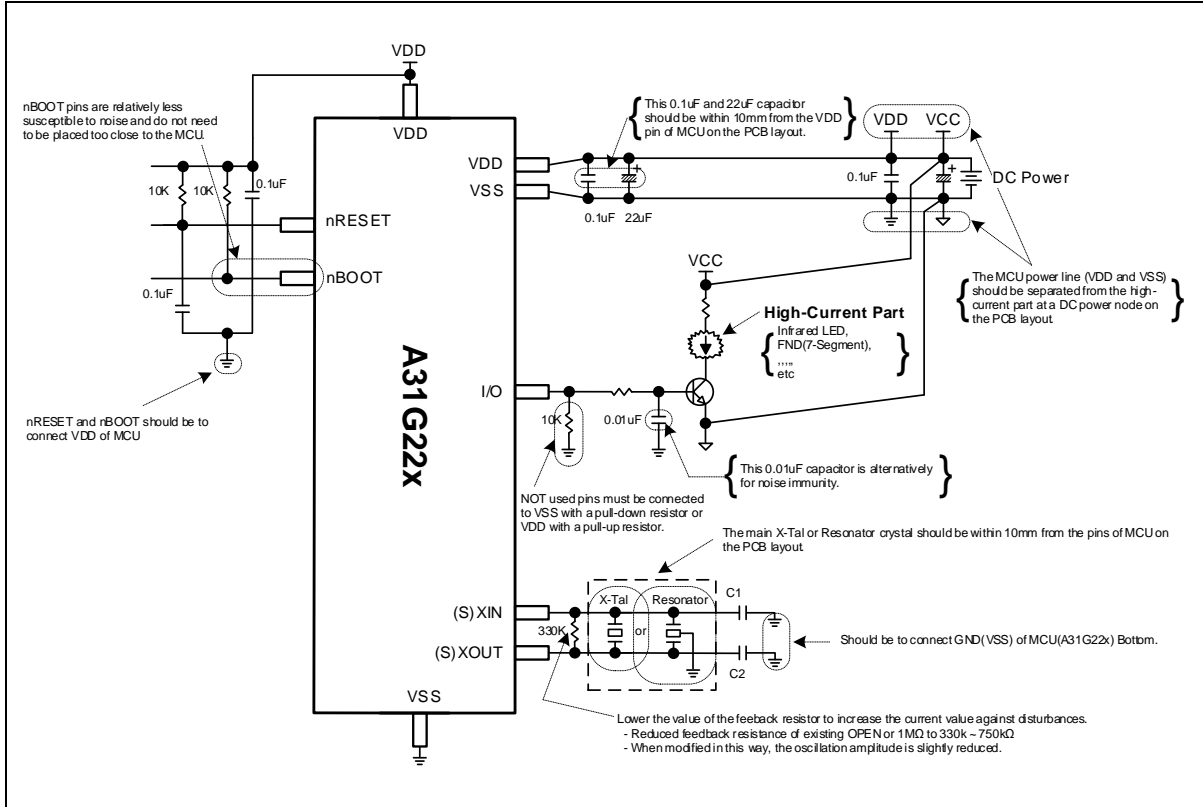 VDD
nBOOT pins are relatively less
susceptible to noise and do not need
to be placed too close to the MCU.
VDD
This 0.1uF and 22uF capacitor
should be within 10mm from the VDD
pin of MCU on the PCB layout.
VDD
VCC
VDD
VSS
0.1uF
22uF
0.1uF
DC Power
10K
10K
0.1uF
nRESET
nBOOT
0.1uF
The MCU power line (VDD and VSS)
should be separated from the high-
current part at a DC power node on
the PCB layout.
VCC
High-Current Part
Infrared LED,
FND(7-Segment),
,,,,,
etc
A31G22x
nRESET and nBOOT should be to
connect VDD of MCU
I/O
10K
0.01uF
This 0.01uF capacitor is alternatively
for noise immunity.
NOT used pins must be connected
to VSS with a pull-down resistor or
VDD with a pull-up resistor.
The main X-Tal or Resonator crystal should be within 10mm from the pins of MCU on
the PCB layout.
(S)XIN
(S)XOUT
330K
X-Tal
or
Resonator
C1
C2
Should be to connect GND(VSS) of MCU(A31G22x) Bottom.
VSS
Lower the value of the feeback resistor to increase the current value against disturbances.
- Reduced feedback resistance of existing OPEN or 1MΩ to 330k ~ 750kΩ
- When modified in this way, the oscillation amplitude is slightly reduced.